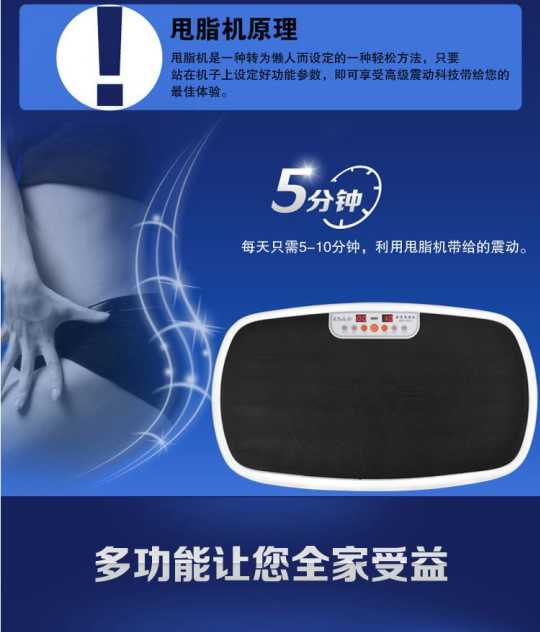 甩脂机原理
甩脂机是一种转为懒人而设定的一种轻松方法，只要
站在机子上设定好功能参数，即可享受高级震动科技带给您的
最佳体验。
5分钟
每天只需5-10分钟，利用甩脂机带给的震动。
多功能让您全家受益